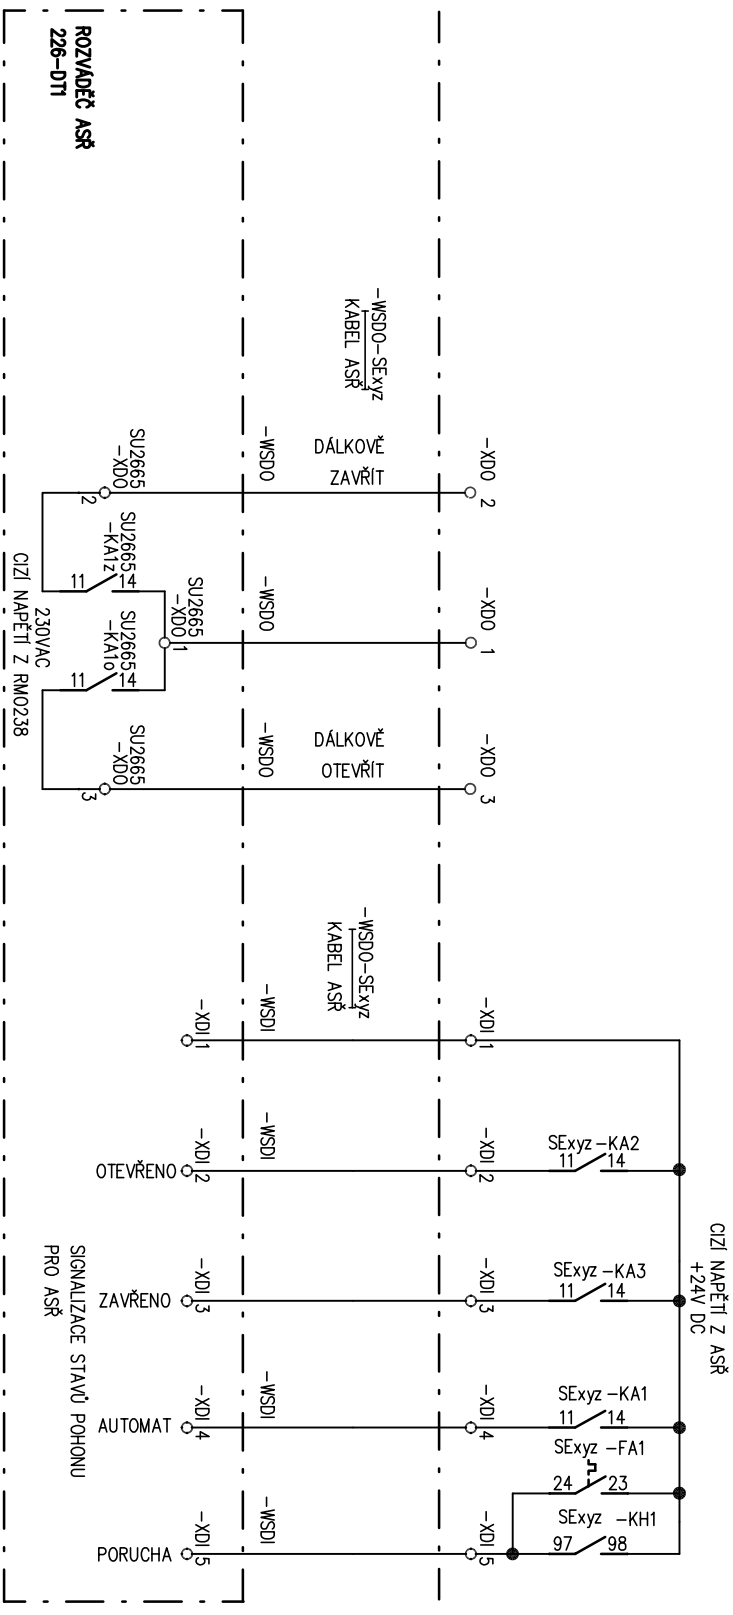 ROZVÁDĚČ ASŘ
226-DT1
-WSDO-SExyz
KABEL ASŘ
DÁLKOVĚ
ZAVŘÍT
-WSDO
-XDO
2
SU2665
-XDO
2
SU2665
-KA1z
11
14
-WSDO
-XDO
1
SU2665
-XDO
1
SU2665
-KA1o
11
14
230VAC
CIZÍ NAPĚTÍ Z RM0238
DÁLKOVĚ
OTEVŘÍT
-WSDO
-XDO
3
SU2665
-XDO
3
-WSDO-SExyz
KABEL ASŘ
-XDI
1
-WSDI
-XDI
1
CIZÍ NAPĚTÍ Z ASŘ
+24V DC
OTEVŘENO
-XDI
2
-WSDI
-XDI
2
SExyz -KA2
11
14
ZAVŘENO
-XDI
3
-XDI
3
SExyz -KA3
11
14
SIGNALIZACE STAVŮ POHONU
PRO ASŘ
AUTOMAT
-XDI
4
-WSDI
-XDI
4
SExyz -KA1
11
14
SExyz -FA1
24
23
SExyz -KH1
97
98
PORUCHA
-XDI
5
-WSDI
-XDI
5